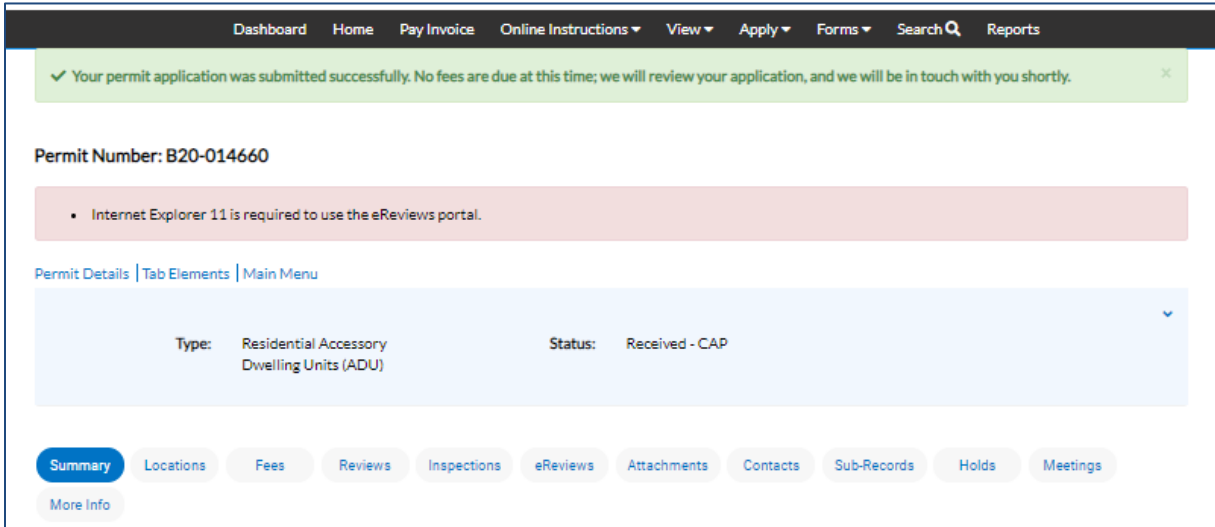 Dashboard Home Pay Invoice Online Instructions View Apply Forms Search Reports
✓ Your permit application was submitted successfully. No fees are due at this time; we will review your application, and we will be in touch with you shortly. ×
Permit Number: B20-014660
• Internet Explorer 11 is required to use the eReviews portal.
Permit Details | Tab Elements | Main Menu
Type: Residential Accessory Status: Received - CAP
Dwelling Units (ADU)
Summary Locations Fees Reviews Inspections eReviews Attachments Contacts Sub-Records Holds Meetings
More Info